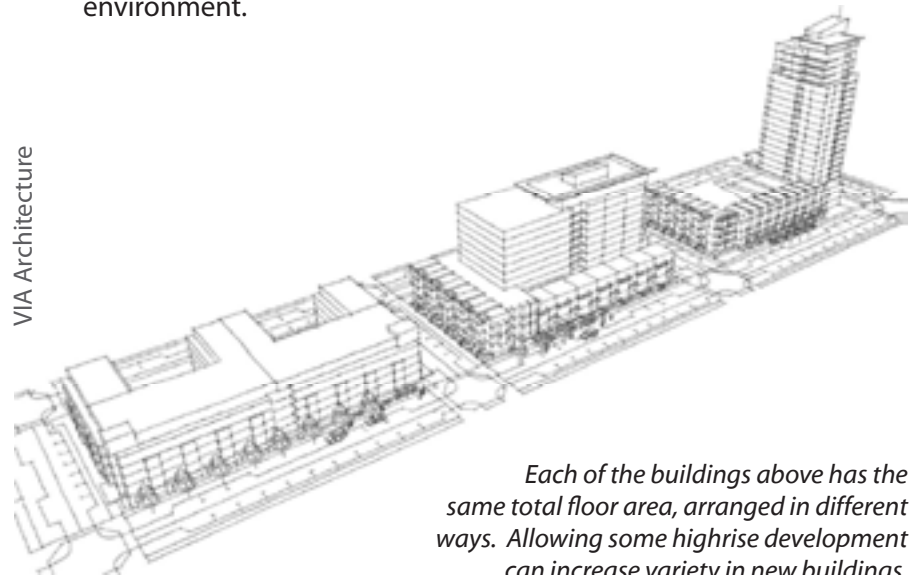 environment.
VIA Architecture
Each of the buildings above has the
same total floor area, arranged in different
ways. Allowing some highrise development
can increase variety in new buildings.